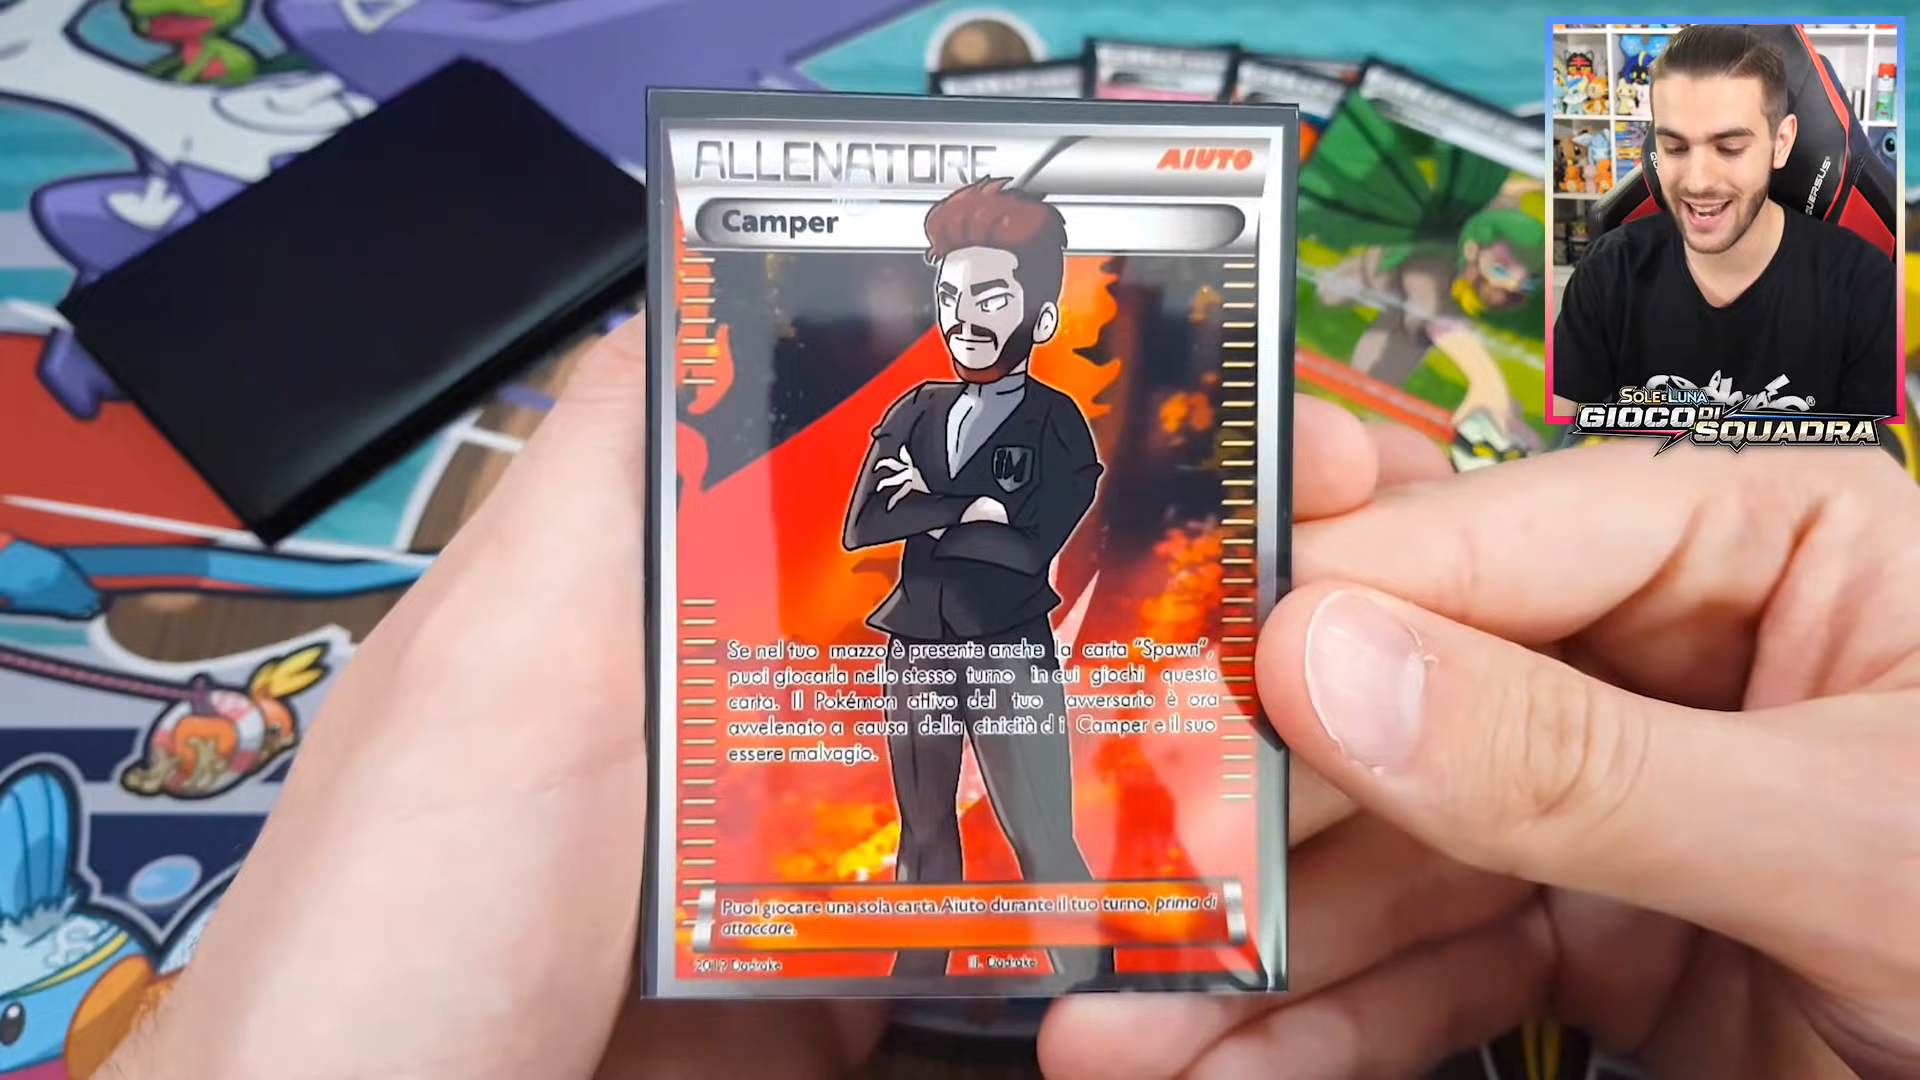 ALLENATORE
AIUTO
Camper
iM
Se nel tuo mazzo è presente anche la carta "Spawn",
puoi giocarla nello stesso turno in cui giochi questa
carta. Il Pokémon attivo del tuo avversario è ora
avvelenato a causa della cinicità d i Camper e il suo
essere malvagio.
Puoi giocare una sola carta Aiuto durante il tuo turno, prima di
attaccare.
2019 Dadrake
Ill. Dadrake
SOLE E LUNA
GIOCO DI
SQUADRA
QUERSUS